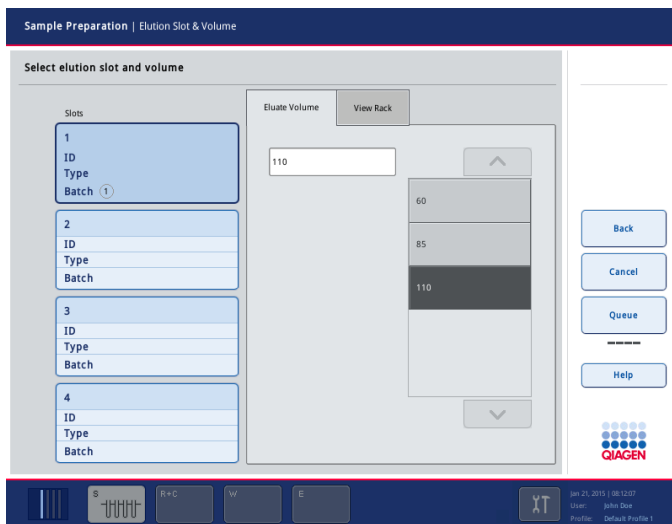 Sample Preparation | Elution Slot & Volume
Select elution slot and volume
Slots
1
ID
Type
Batch 1
2
ID
Type
Batch
3
ID
Type
Batch
4
ID
Type
Batch
Eluate Volume
View Rack
110
60
85
110
Back
Cancel
Queue
Help
QIAGEN
S
R+C
W
E
Jan 21, 2015 | 08:12:07
User: John Doe
Profile: Default Profile 1